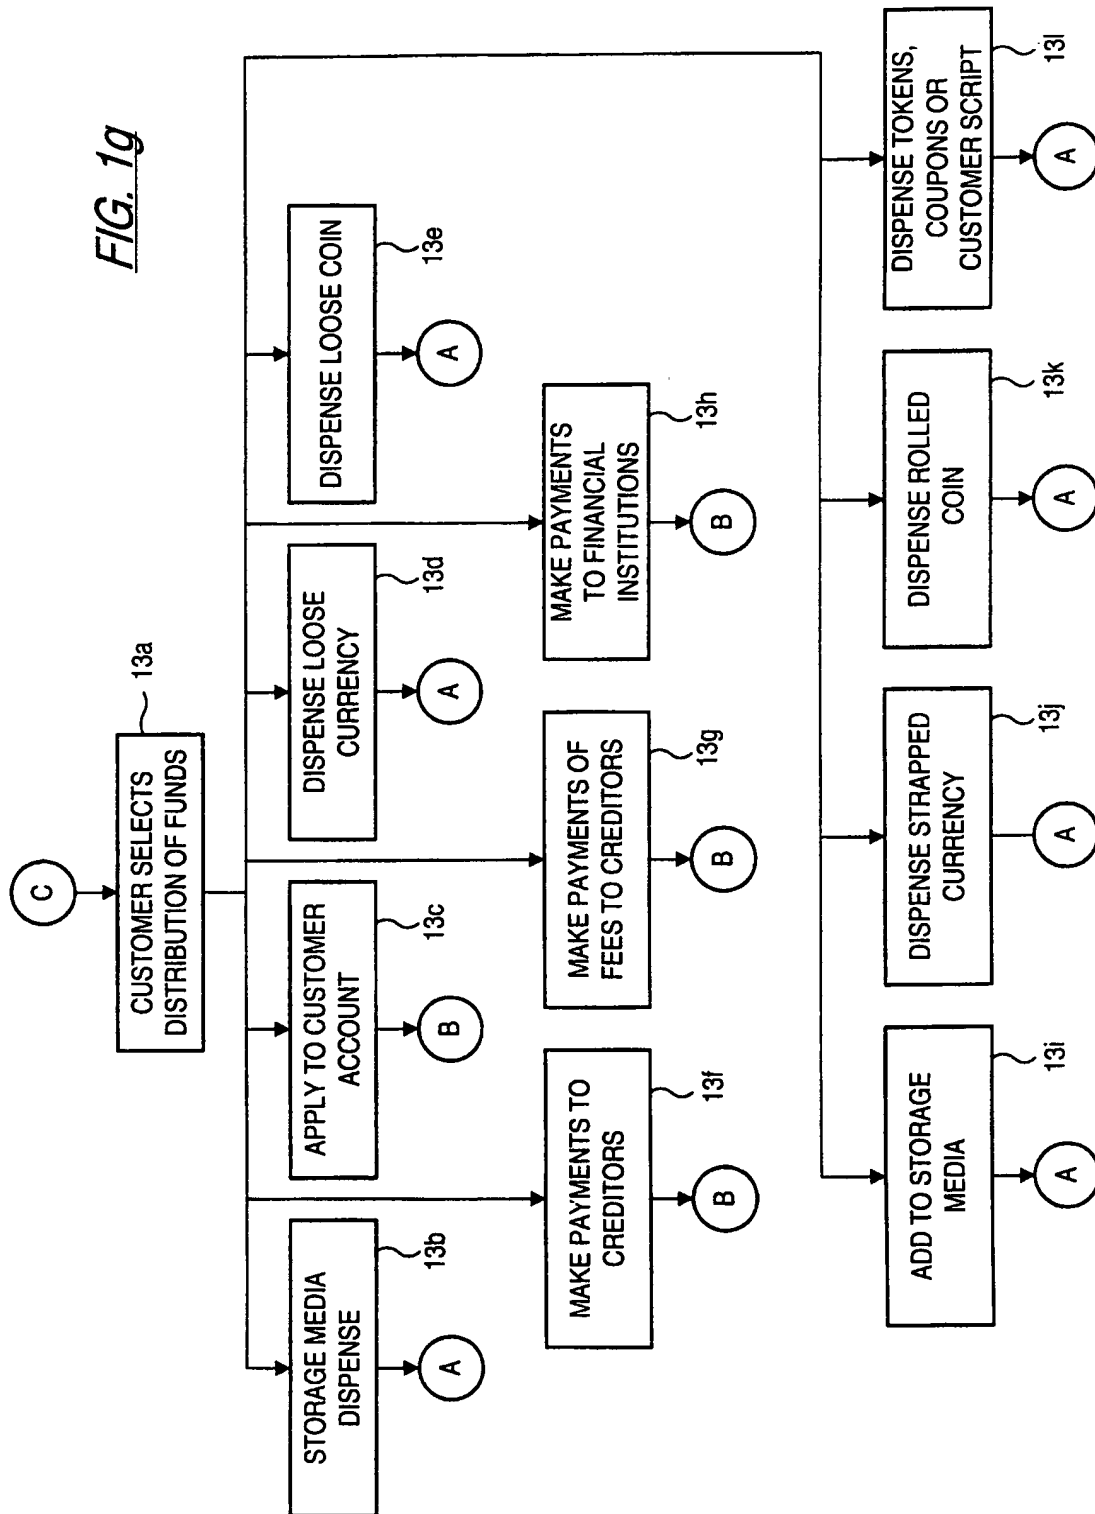 FIG. 1g
C
CUSTOMER SELECTS
DISTRIBUTION OF FUNDS
13a
STORAGE MEDIA
DISPENSE
13b
A
APPLY TO CUSTOMER
ACCOUNT
13c
B
DISPENSE LOOSE
CURRENCY
13d
A
DISPENSE LOOSE COIN
13e
A
MAKE PAYMENTS TO
CREDITORS
13f
B
MAKE PAYMENTS OF
FEES TO CREDITORS
13g
B
MAKE PAYMENTS
TO FINANCIAL
INSTITUTIONS
13h
B
ADD TO STORAGE
MEDIA
13i
A
DISPENSE STRAPPED
CURRENCY
13j
A
DISPENSE ROLLED
COIN
13k
A
DISPENSE TOKENS,
COUPONS OR
CUSTOMER SCRIPT
13l
A